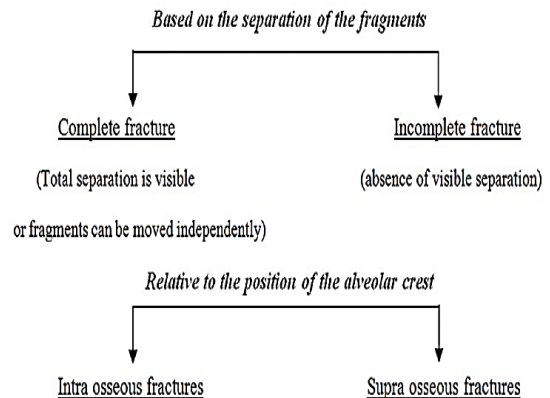 Based on the separation of the fragments
Complete fracture
Incomplete fracture
(Total separation is visible
(absence of visible separation)
or fragments can be moved independently)
Relative to the position of the alveolar crest
Intra osseous fractures
Supra osseous fractures